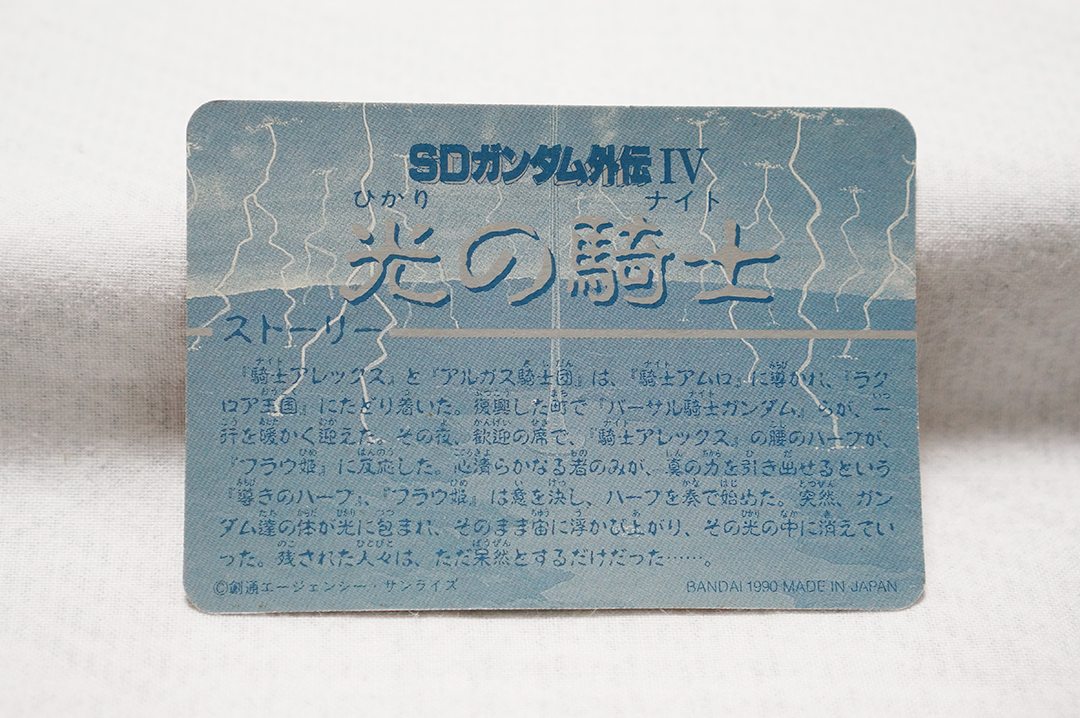 SDガンダム外伝IV
ひかり ナイト
光の騎士
ストーリー
『騎士アレックス』と『アルガス騎士団』は、『騎士アムロ』に導かれ、『ラク
ロア王国』にたどり着いた。復興した町で『バーサル騎士ガンダム』らが、一
行を暖かく迎えた。その夜、歓迎の席で、『騎士アレックス』の腰のハープが、
『フラウ姫』に反応した。心清らかなる者のみが、真の力を引き出せるという
『導きのハープ』、『フラウ姫』は意を決し、ハープを奏で始めた。突然、ガン
ダム達の体が光に包まれ、そのまま宙に浮かび上がり、その光の中に消えてい
った。残された人々は、ただ呆然とするだけだった……。
©創通エージェンシー・サンライズ
BANDAI 1990 MADE IN JAPAN